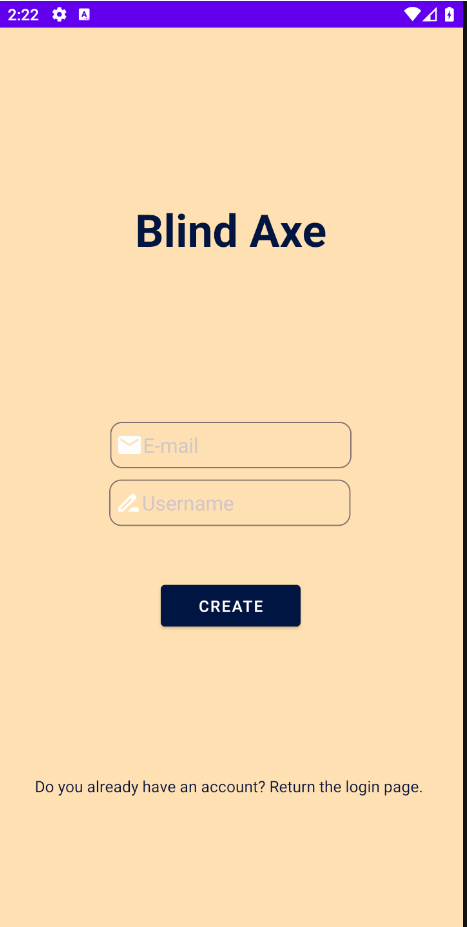 2:22
Blind Axe
E-mail
Username
CREATE
Do you already have an account? Return the login page.